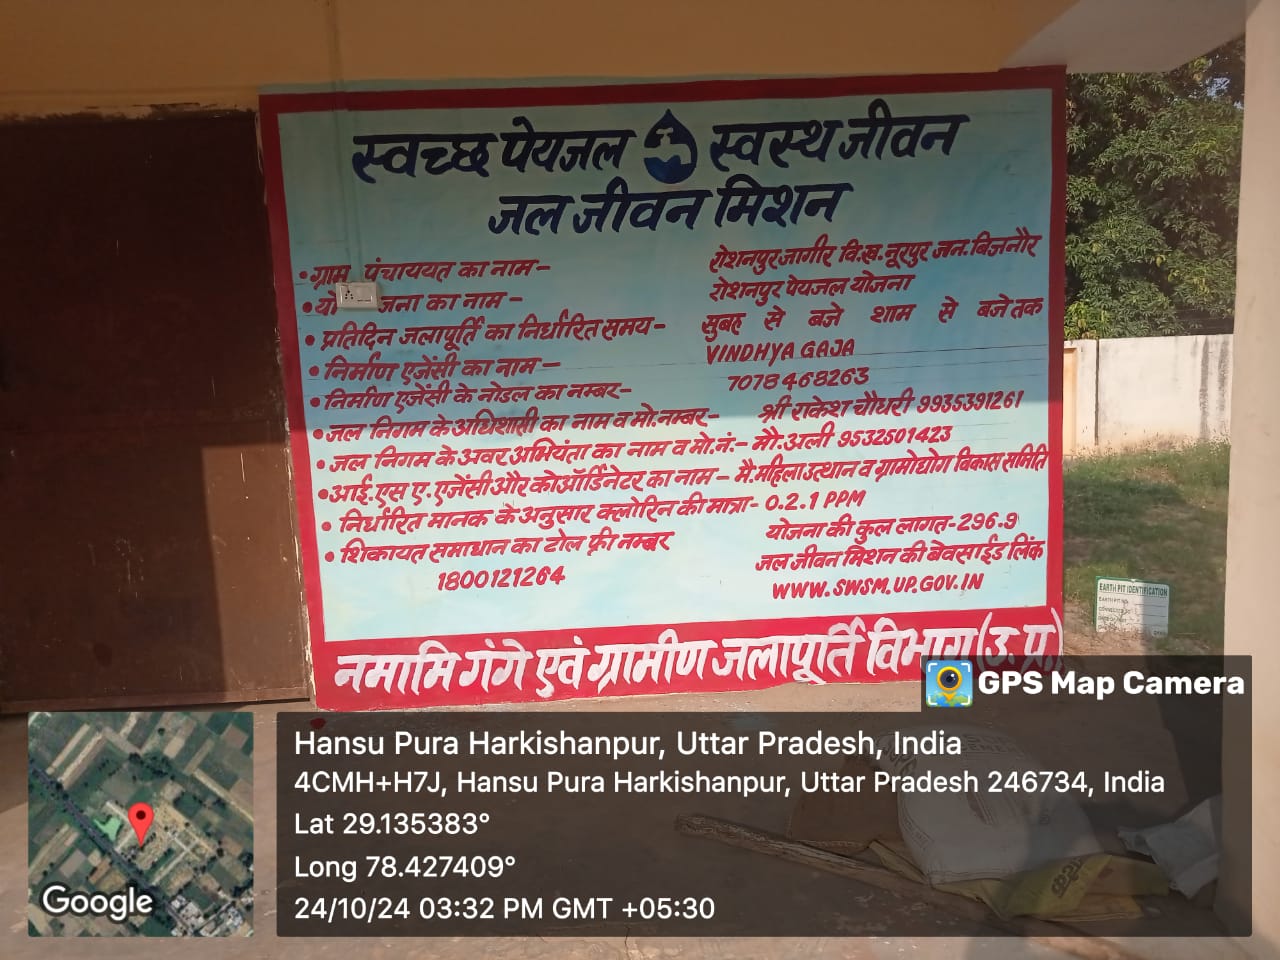 स्वच्छ पेयजल स्वस्थ जीवन
जल जीवन मिशन
• ग्राम पंचाययत का नाम – रोशनपुर जागीर वि.ख. नूरपुर जन. बिजनौर
• यो जना का नाम – रोशनपुर पेयजल योजना
• प्रतिदिन जलापूर्ति का निर्धारित समय – सुबह से बजे शाम से बजे तक
• निर्माण एजेंसी का नाम – VINDHYA GAJA
• निर्माण एजेंसी के नोडल का नम्बर – 7078468263
• जल निगम के अधिशासी का नाम व मो. नम्बर – श्री राकेश चौधरी 9935391261
• जल निगम के अवर अभियंता का नाम व मो. नं. – मौ. अली 9532501423
• आई.एस ए. एजेंसी और कोऑर्डिनेटर का नाम – मै. महिला उत्थान व ग्रामोद्योग विकास समिति
• निर्धारित मानक के अनुसार क्लोरिन की मात्रा - 0.2.1 PPM
• शिकायत समाधान का टोल फ्री नम्बर योजना की कुल लागत - 296.9
1800121264 जल जीवन मिशन की बेवसाईड लिंक
WWW.SWSM.UP.GOV.IN
नमामि गंगे एवं ग्रामीण जलापूर्ति विभाग (उ.प्र.)
EARTH PIT IDENTIFICATION
GPS Map Camera
Hansu Pura Harkishanpur, Uttar Pradesh, India
4CMH+H7J, Hansu Pura Harkishanpur, Uttar Pradesh 246734, India
Lat 29.135383°
Long 78.427409°
24/10/24 03:32 PM GMT +05:30
Google